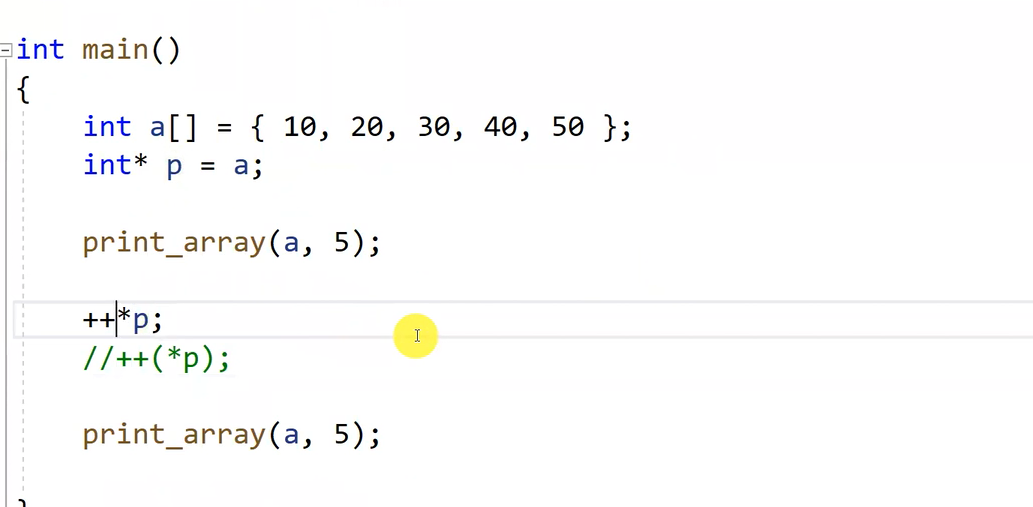 int main()
{
int a[] = { 10, 20, 30, 40, 50 };
int* p = a;
print_array(a, 5);
++*p;
//++(*p);
print_array(a, 5);
}